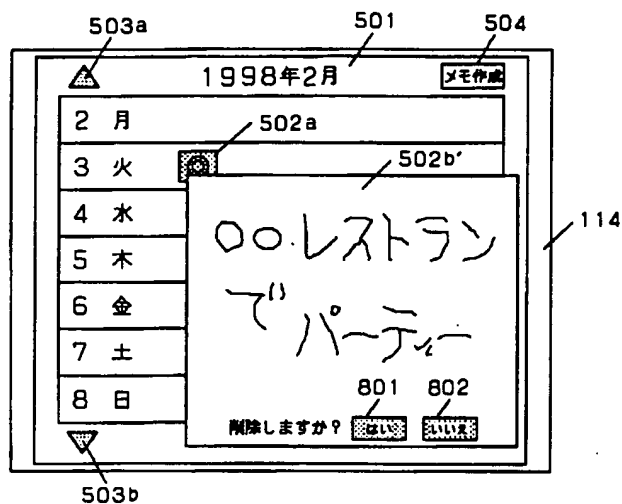 503a
501
504
1998年2月
メモ作成
2 月
502a
3 火
502b'
4 水
114
○○.レストラン
5 木
で
6 金
パーティー
7 土
801
802
8 日
削除しますか? はい いいえ
503b